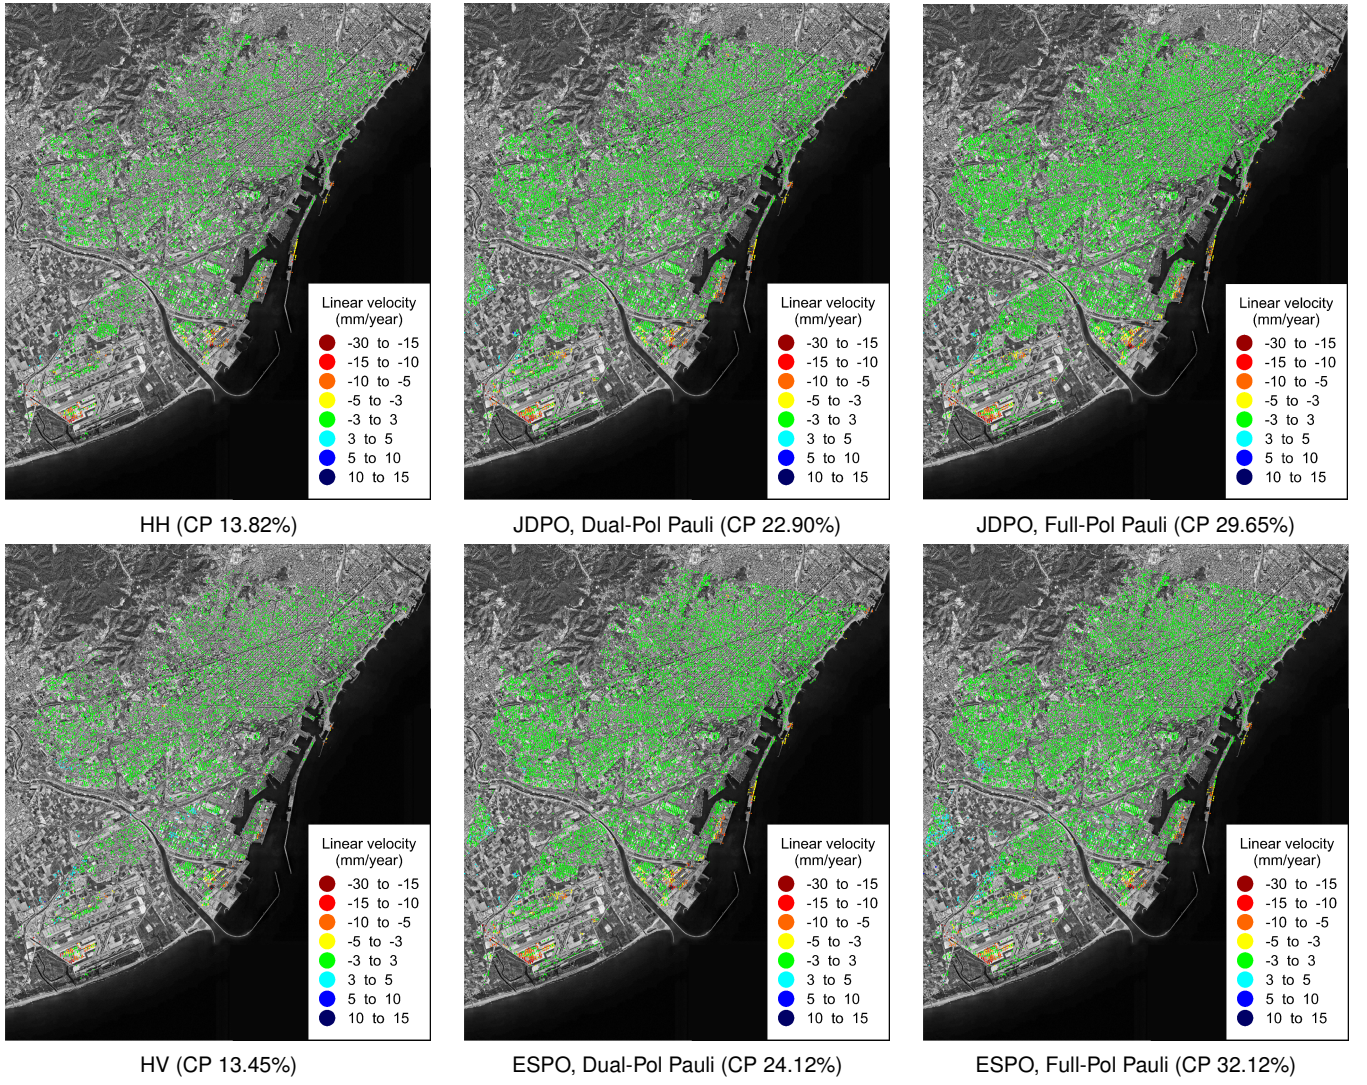 Linear velocity
(mm/year)
-30 to -15
-15 to -10
-10 to -5
-5 to -3
-3 to 3
3 to 5
5 to 10
10 to 15
HH (CP 13.82%)
Linear velocity
(mm/year)
-30 to -15
-15 to -10
-10 to -5
-5 to -3
-3 to 3
3 to 5
5 to 10
10 to 15
JDPO, Dual-Pol Pauli (CP 22.90%)
Linear velocity
(mm/year)
-30 to -15
-15 to -10
-10 to -5
-5 to -3
-3 to 3
3 to 5
5 to 10
10 to 15
JDPO, Full-Pol Pauli (CP 29.65%)
Linear velocity
(mm/year)
-30 to -15
-15 to -10
-10 to -5
-5 to -3
-3 to 3
3 to 5
5 to 10
10 to 15
HV (CP 13.45%)
Linear velocity
(mm/year)
-30 to -15
-15 to -10
-10 to -5
-5 to -3
-3 to 3
3 to 5
5 to 10
10 to 15
ESPO, Dual-Pol Pauli (CP 24.12%)
Linear velocity
(mm/year)
-30 to -15
-15 to -10
-10 to -5
-5 to -3
-3 to 3
3 to 5
5 to 10
10 to 15
ESPO, Full-Pol Pauli (CP 32.12%)